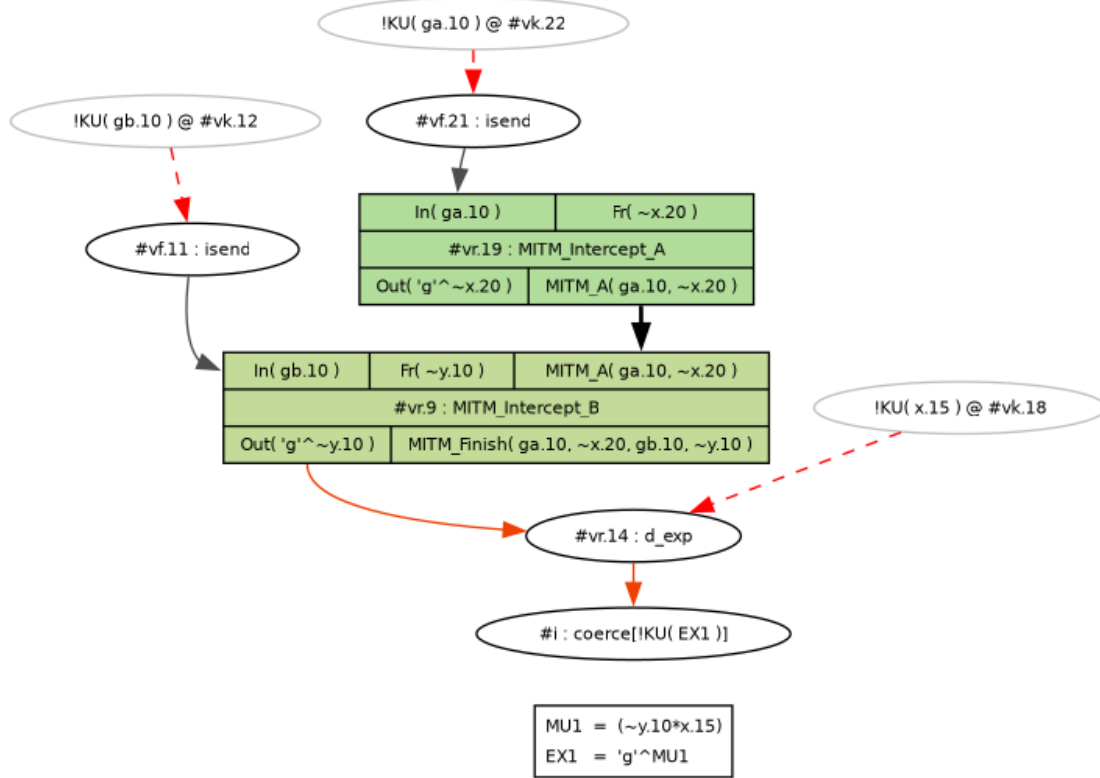 !KU( ga.10 ) @ #vk.22
!KU( gb.10 ) @ #vk.12
#vf.21 : isend
In( ga.10 ) Fr( ~x.20 )
#vf.11 : isend
#vr.19 : MITM_Intercept_A
Out( 'g'^~x.20 ) MITM_A( ga.10, ~x.20 )
In( gb.10 ) Fr( ~y.10 ) MITM_A( ga.10, ~x.20 )
#vr.9 : MITM_Intercept_B
!KU( x.15 ) @ #vk.18
Out( 'g'^~y.10 ) MITM_Finish( ga.10, ~x.20, gb.10, ~y.10 )
#vr.14 : d_exp
#i : coerce[!KU( EX1 )]
MU1 = (~y.10*x.15)
EX1 = 'g'^MU1